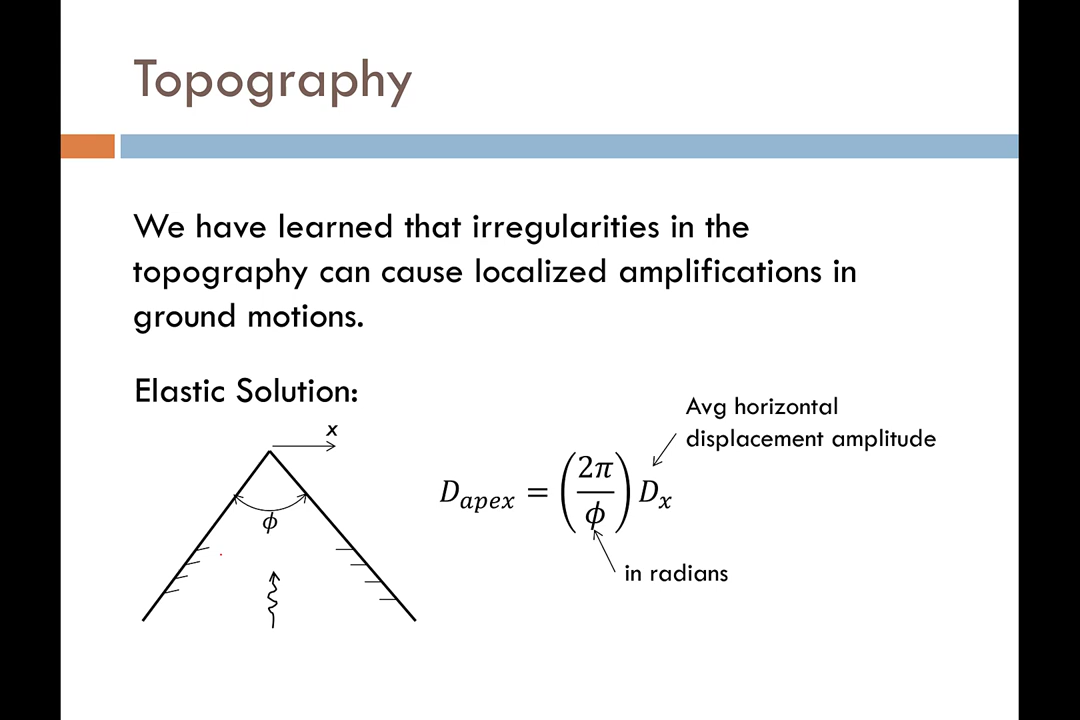 Topography
We have learned that irregularities in the
topography can cause localized amplifications in
ground motions.
Elastic Solution:
Avg horizontal
displacement amplitude
x
D_{apex} = \left(\frac{2\pi}{\phi}\right) D_x
ϕ
in radians